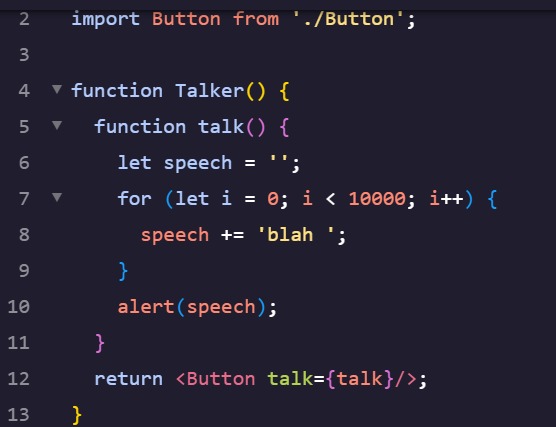 2 import Button from './Button';
3
4 function Talker() {
5   function talk() {
6     let speech = '';
7     for (let i = 0; i < 10000; i++) {
8       speech += 'blah ';
9     }
10     alert(speech);
11   }
12   return <Button talk={talk}/>;
13 }